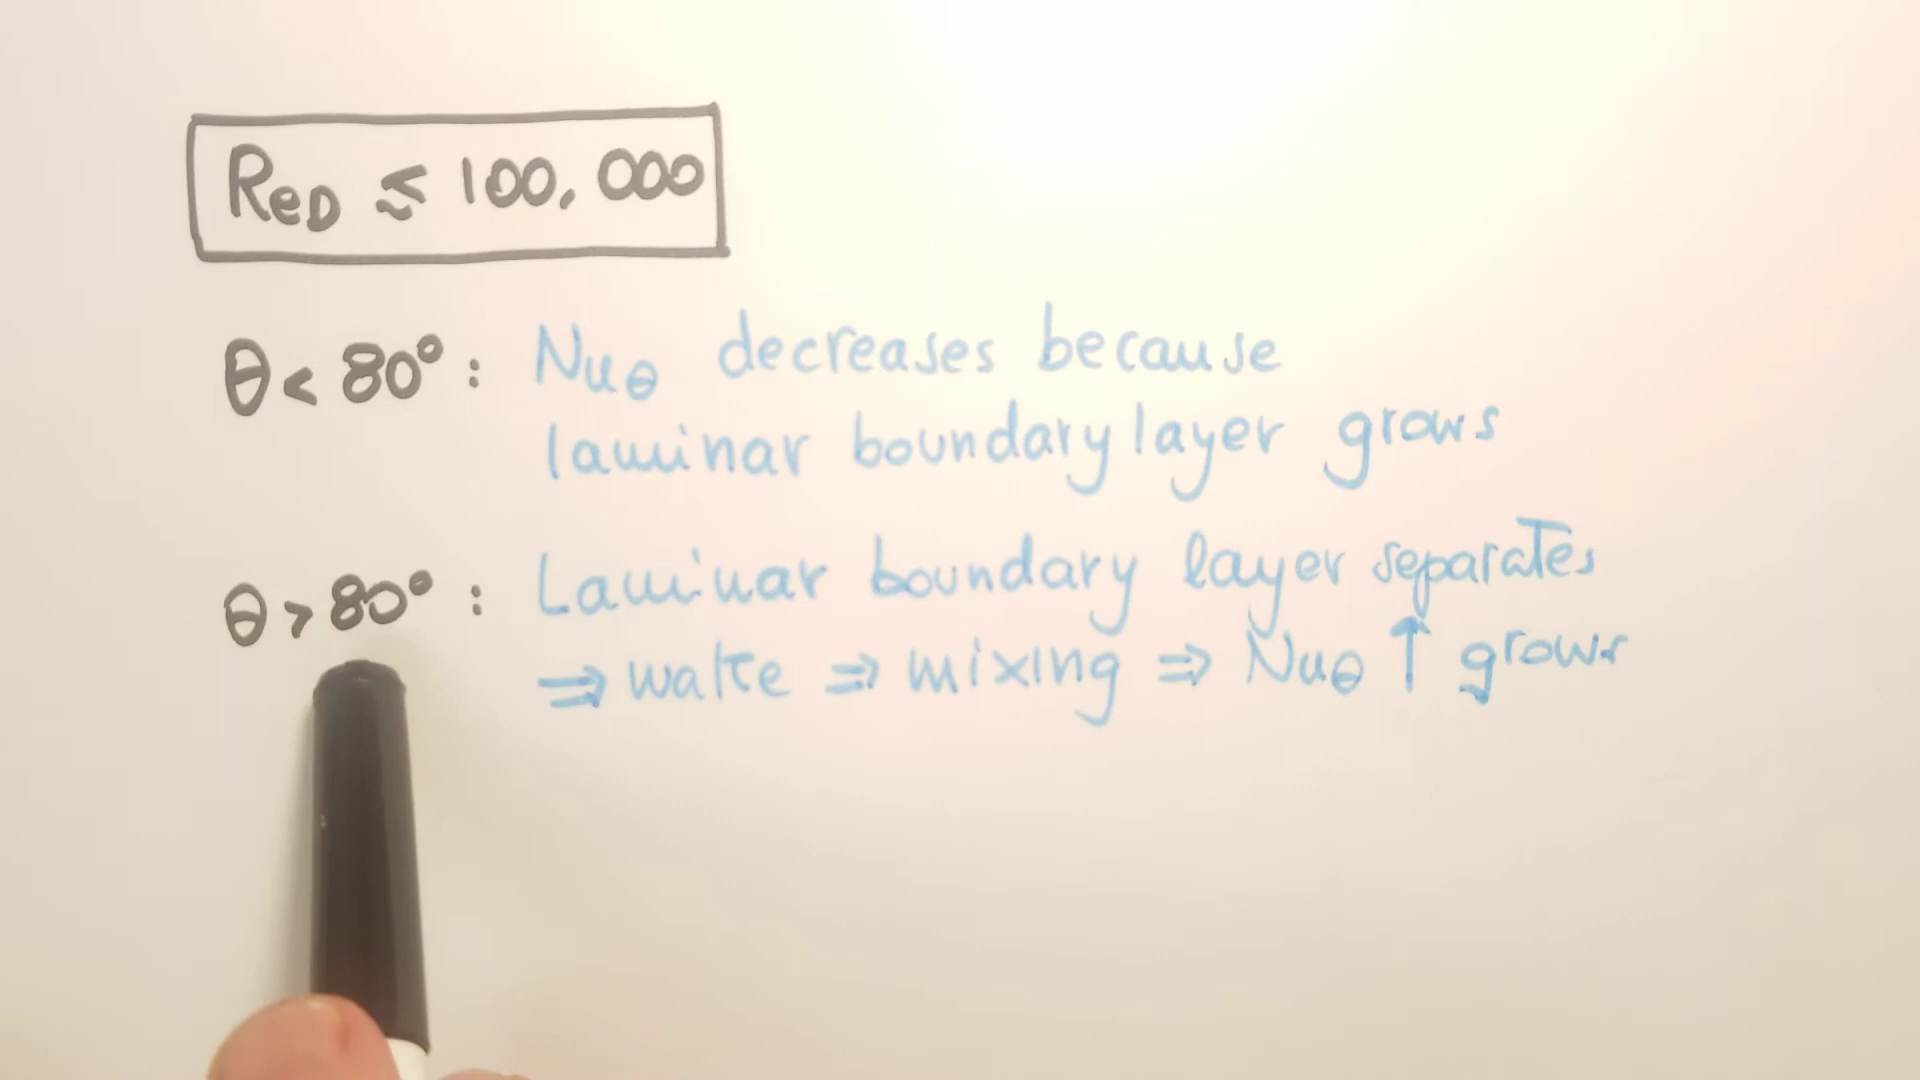 Re_D ≲ 100,000
θ < 80° : Nu_θ decreases because
laminar boundary layer grows
θ > 80° : Laminar boundary layer separates
⇒ wake ⇒ mixing ⇒ Nu_θ ↑ grows